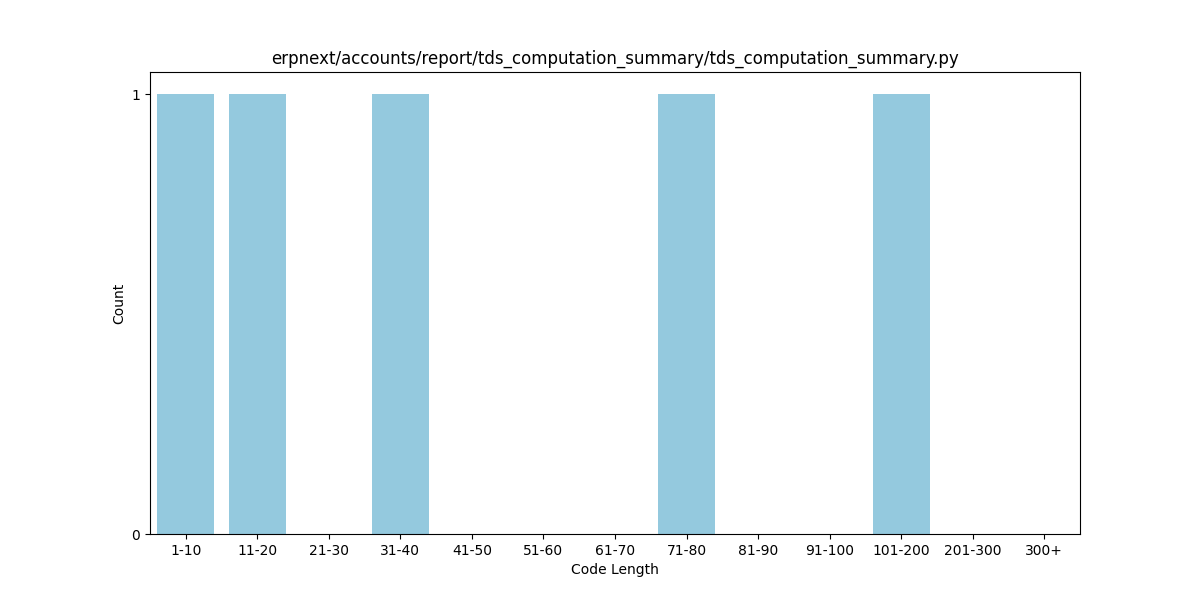 erpnext/accounts/report/tds_computation_summary/tds_computation_summary.py
1
0
Count
1-10 11-20 21-30 31-40 41-50 51-60 61-70 71-80 81-90 91-100 101-200 201-300 300+
Code Length